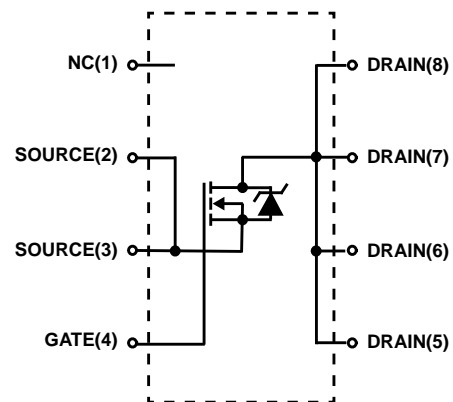 NC(1)
DRAIN(8)
SOURCE(2)
DRAIN(7)
SOURCE(3)
DRAIN(6)
GATE(4)
DRAIN(5)